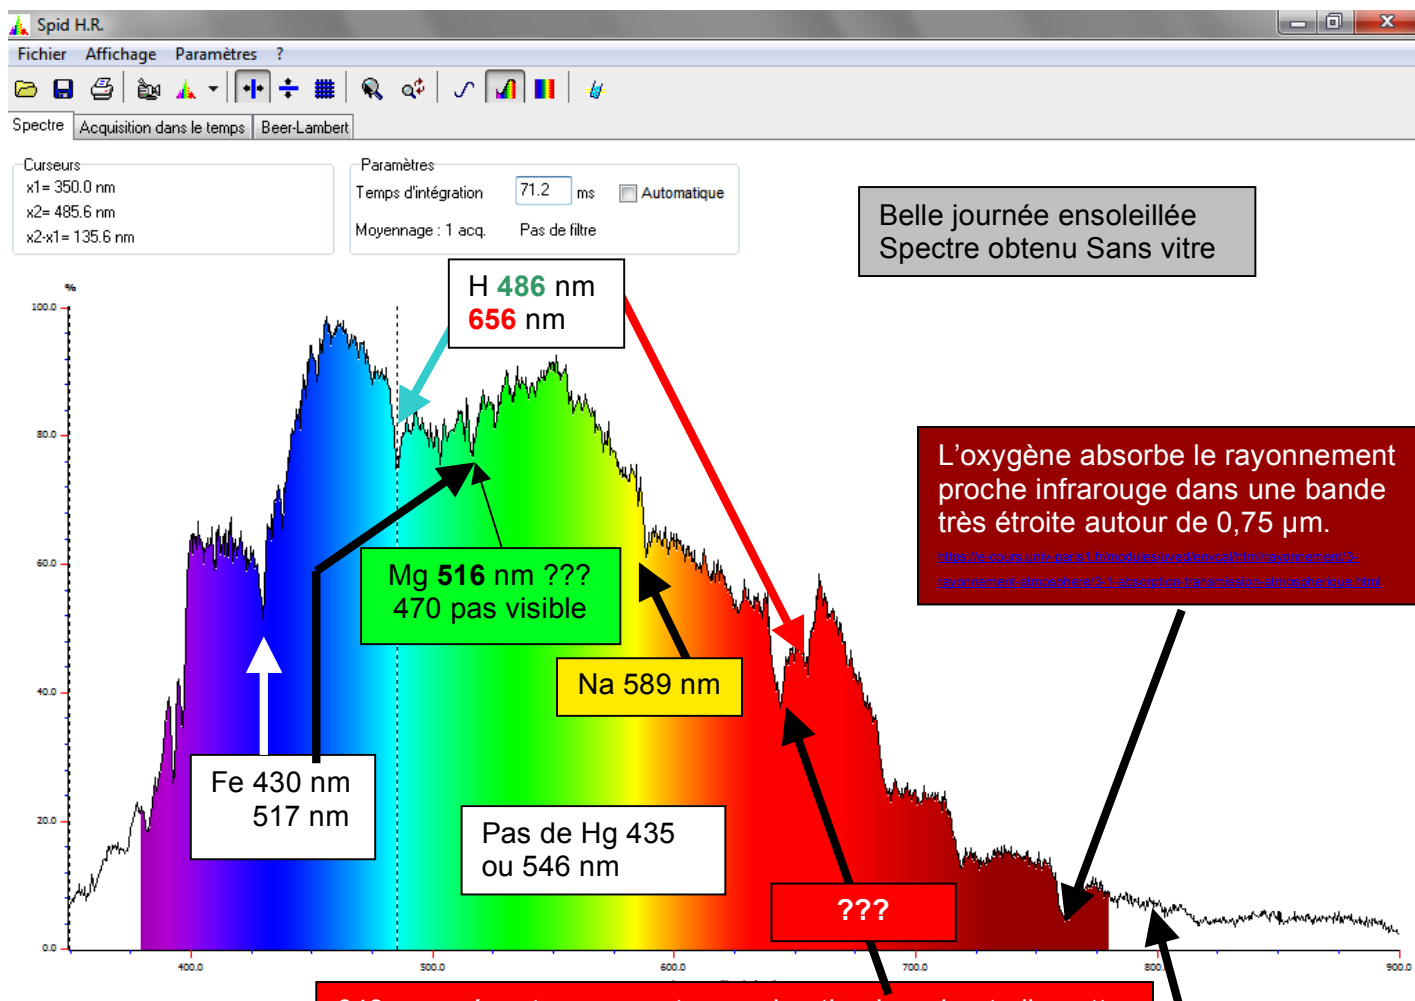 Spid H.R.
Fichier Affichage Paramètres ?
Spectre Acquisition dans le temps Beer-Lambert
Curseurs
x1= 350.0 nm
x2= 485.6 nm
x2-x1= 135.6 nm
Paramètres
Temps d'intégration 71.2 ms Automatique
Moyennage : 1 acq. Pas de filtre
Belle journée ensoleillée
Spectre obtenu Sans vitre
H 486 nm
656 nm
%
100.0
80.0
60.0
40.0
20.0
0.0
L'oxygène absorbe le rayonnement
proche infrarouge dans une bande
très étroite autour de 0,75 µm.
Mg 516 nm ???
470 pas visible
Na 589 nm
Fe 430 nm
517 nm
Pas de Hg 435
ou 546 nm
???
400.0 500.0 600.0 700.0 800. 900.0